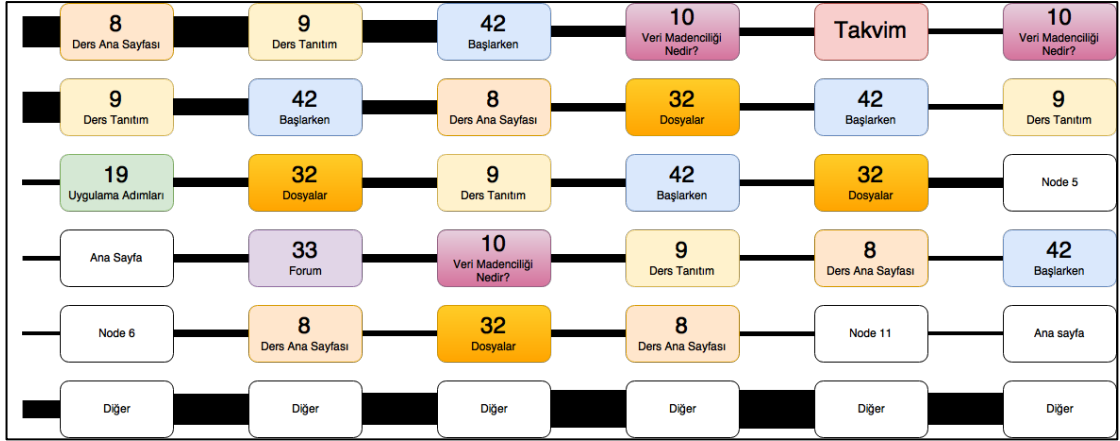 8
Ders Ana Sayfası
9
Ders Tanıtım
42
Başlarken
10
Veri Madenciliği
Nedir?
Takvim
10
Veri Madenciliği
Nedir?
9
Ders Tanıtım
42
Başlarken
8
Ders Ana Sayfası
32
Dosyalar
42
Başlarken
9
Ders Tanıtım
19
Uygulama Adımları
32
Dosyalar
9
Ders Tanıtım
42
Başlarken
32
Dosyalar
Node 5
Ana Sayfa
33
Forum
10
Veri Madenciliği
Nedir?
9
Ders Tanıtım
8
Ders Ana Sayfası
42
Başlarken
Node 6
8
Ders Ana Sayfası
32
Dosyalar
8
Ders Ana Sayfası
Node 11
Ana sayfa
Diğer
Diğer
Diğer
Diğer
Diğer
Diğer